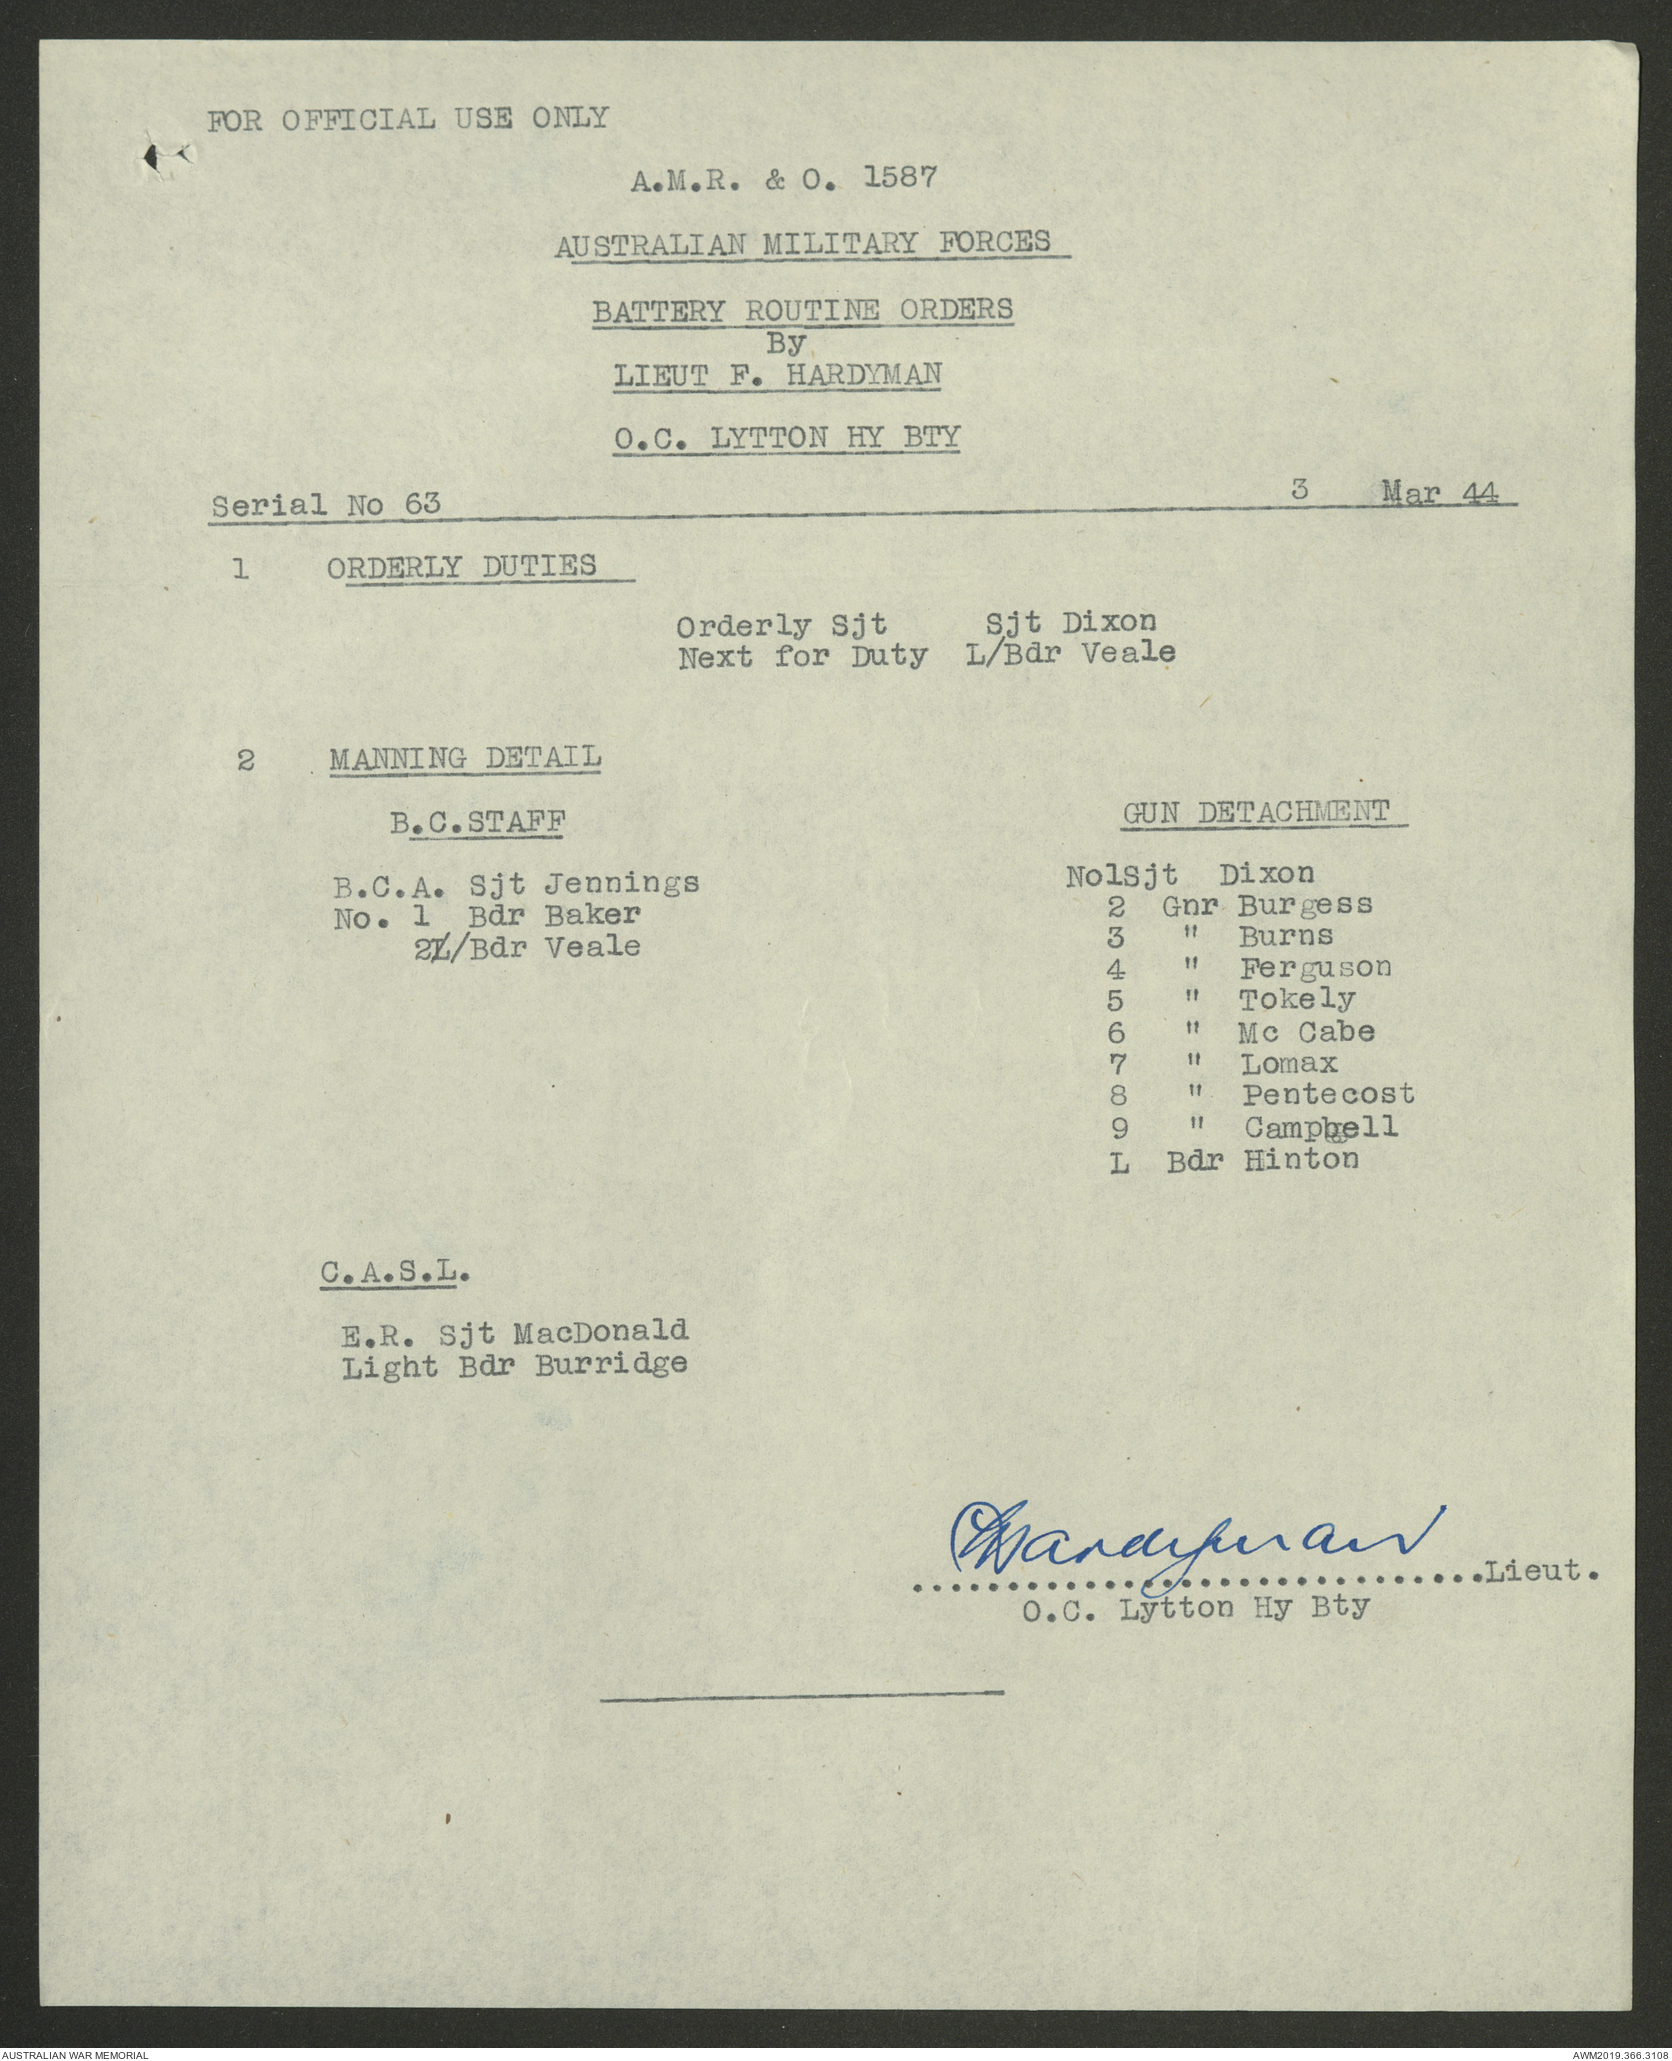 FOR OFFICIAL USE ONLY
A.M.R. & O. 1587
AUSTRALIAN MILITARY FORCES
BATTERY ROUTINE ORDERS
By
LIEUT F. HARDYMAN
O.C. LYTTON HY BTY
Serial No 63 3 Mar 44
1 ORDERLY DUTIES
Orderly Sjt Sjt Dixon
Next for Duty L/Bdr Veale
2 MANNING DETAIL
B.C.STAFF
B.C.A. Sjt Jennings
No. 1 Bdr Baker
2L/Bdr Veale
GUN DETACHMENT
No1Sjt Dixon
2 Gnr Burgess
3 " Burns
4 " Ferguson
5 " Tokely
6 " Mc Cabe
7 " Lomax
8 " Pentecost
9 " Campbell
L Bdr Hinton
C.A.S.L.
E.R. Sjt MacDonald
Light Bdr Burridge
Hardyman
..............................Lieut.
O.C. Lytton Hy Bty
AUSTRALIAN WAR MEMORIAL AWM2019.366.3108